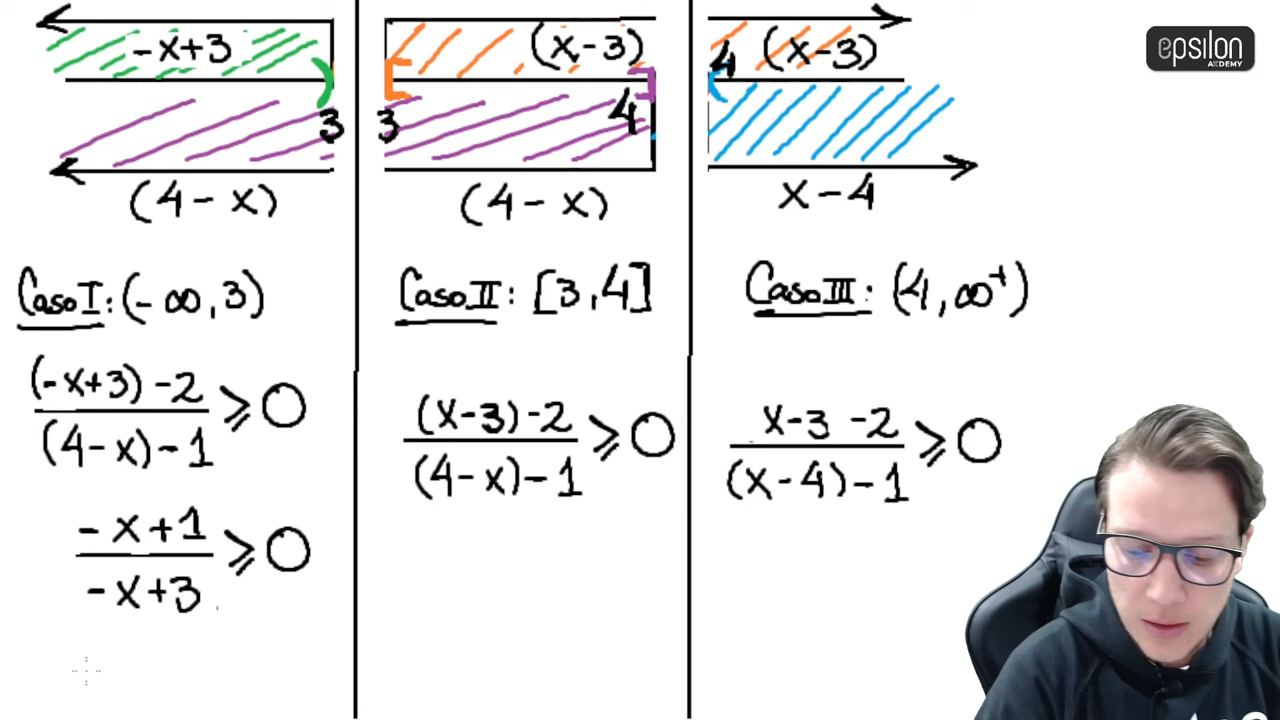 -x+3
3
(4-x)
Caso I: (-∞,3)
(-x+3)-2
(4-x)-1
≥0
-x+1
-x+3
≥0
(x-3)
3
4
(4-x)
Caso II: [3,4]
(x-3)-2
(4-x)-1
≥0
4 (x-3)
x-4
Caso III: (4,∞⁺)
x-3-2
(x-4)-1
≥0
epsilon
AXDEMY